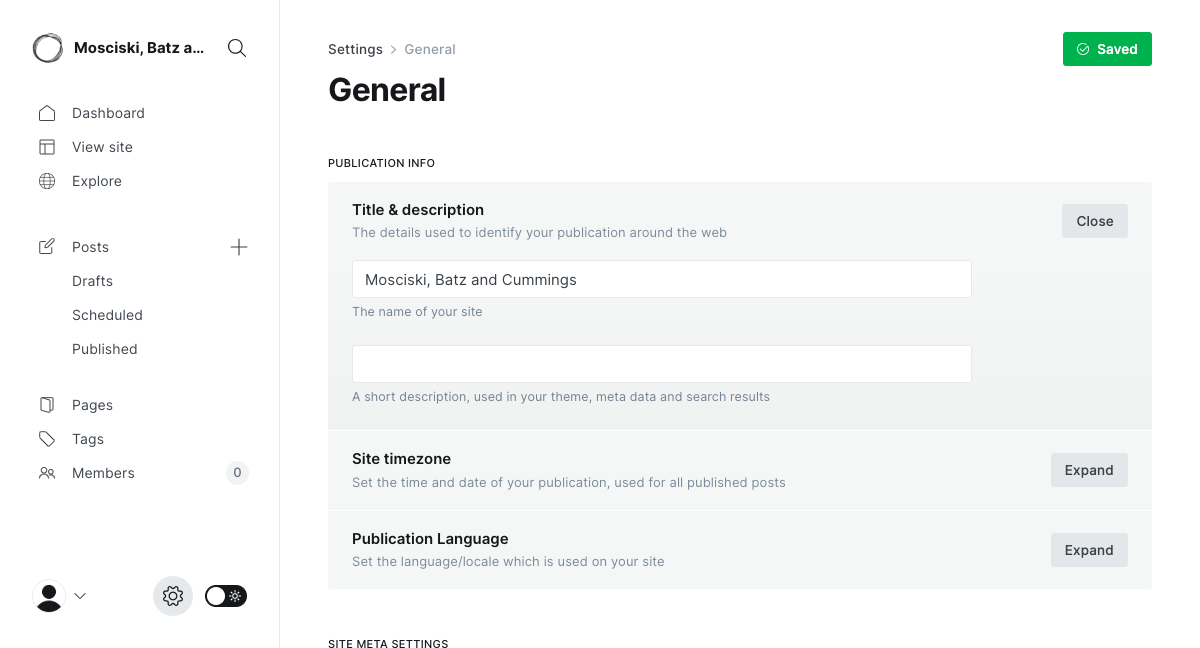 Mosciski, Batz a...
Dashboard
View site
Explore
Posts
Drafts
Scheduled
Published
Pages
Tags
Members
0
Settings
General
Saved
General
PUBLICATION INFO
Title & description
The details used to identify your publication around the web
Close
Mosciski, Batz and Cummings
The name of your site
A short description, used in your theme, meta data and search results
Site timezone
Set the time and date of your publication, used for all published posts
Expand
Publication Language
Set the language/locale which is used on your site
Expand
SITE META SETTINGS